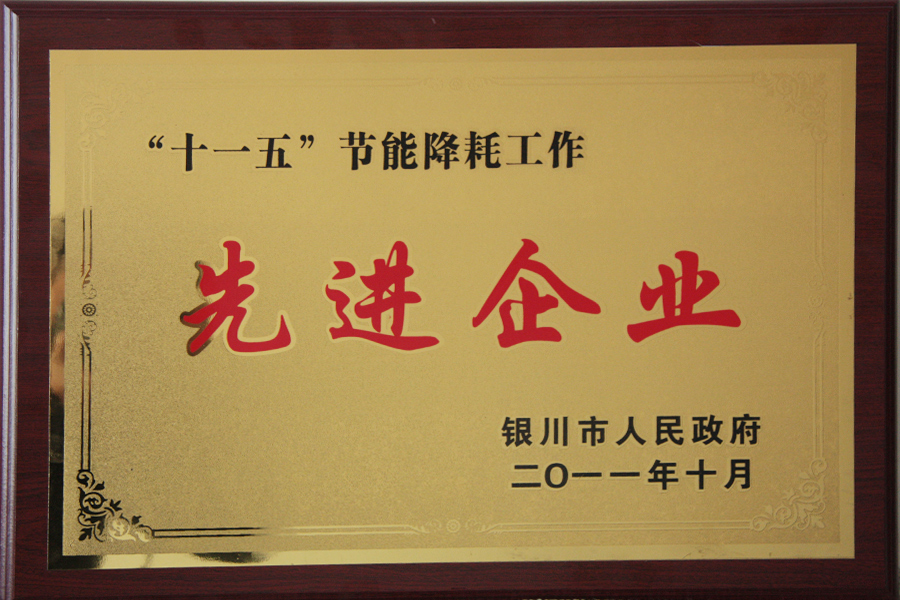 “十一五”节能降耗工作
先进企业
银川市人民政府
二〇一一年十月